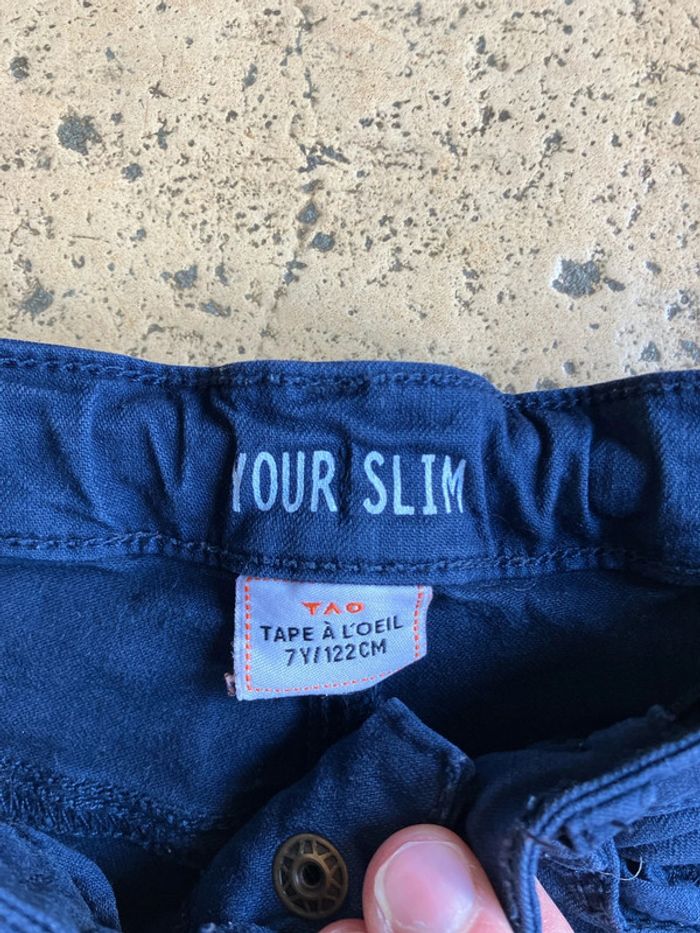 YOUR SLIM
TAO
TAPE À L'OEIL
7Y/122CM